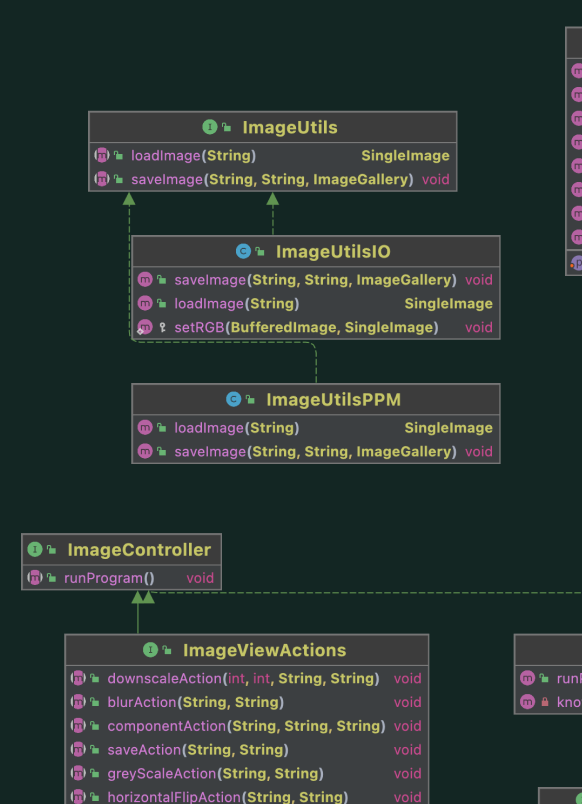 ImageUtils
loadImage(String) SingleImage
saveImage(String, String, ImageGallery) void
ImageUtilsIO
saveImage(String, String, ImageGallery) void
loadImage(String) SingleImage
setRGB(BufferedImage, SingleImage) void
ImageUtilsPPM
loadImage(String) SingleImage
saveImage(String, String, ImageGallery) void
ImageController
runProgram() void
ImageViewActions
downscaleAction(int, int, String, String) void
blurAction(String, String) void
componentAction(String, String, String) void
saveAction(String, String) void
greyScaleAction(String, String) void
horizontalFlipAction(String, String) void